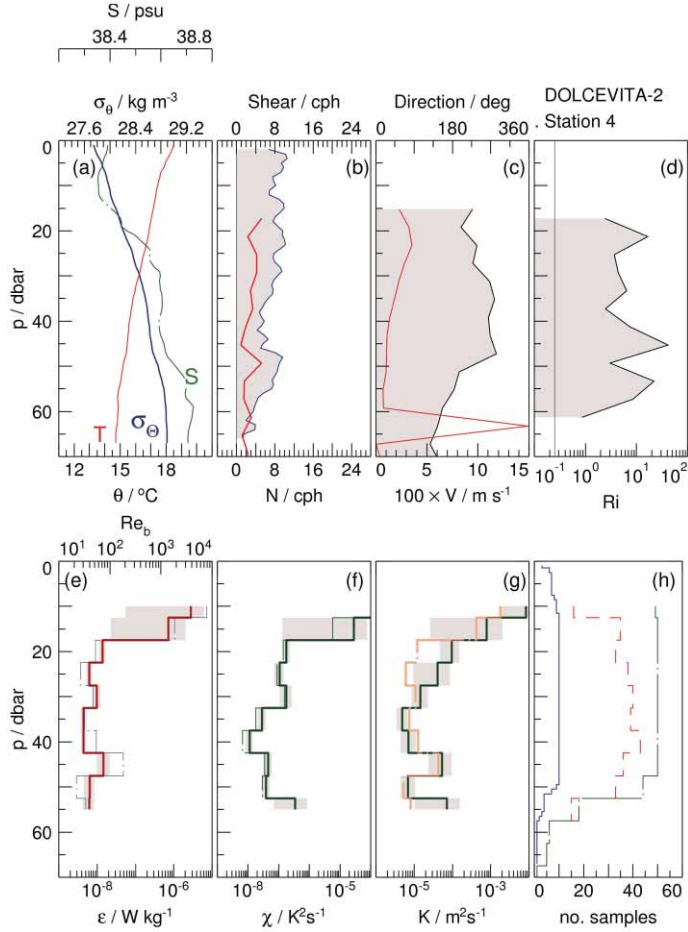 S / psu
38.4 38.8
σθ / kg m⁻³ Shear / cph Direction / deg DOLCEVITA-2
27.6 28.4 29.2 0 8 16 24 0 120 240 360 Station 4
0 (a) (b) (c) (d)
20
p / dbar
40
S
60
T σΘ
12 15 18 0 8 16 24 0 5 10 15 10⁻¹ 10⁰ 10¹ 10²
θ / °C N / cph 100 × V / m s⁻¹ Ri
Re_b
10¹ 10² 10³ 10⁴
0 (e) (f) (g) (h)
20
p / dbar
40
60
10⁻⁸ 10⁻⁶ 10⁻⁸ 10⁻⁵ 10⁻⁵ 10⁻³ 0 20 40 60
ε / W kg⁻¹ χ / K²s⁻¹ K / m²s⁻¹ no. samples